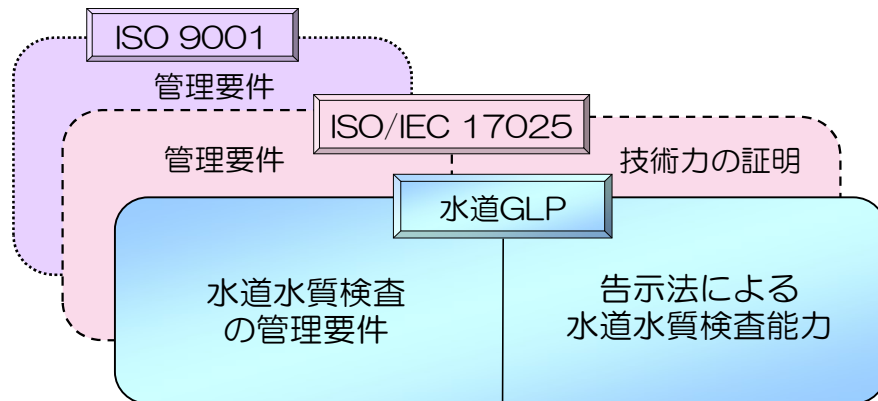 ISO 9001
管理要件
ISO/IEC 17025
管理要件
技術力の証明
水道GLP
水道水質検査
の管理要件
告示法による
水道水質検査能力